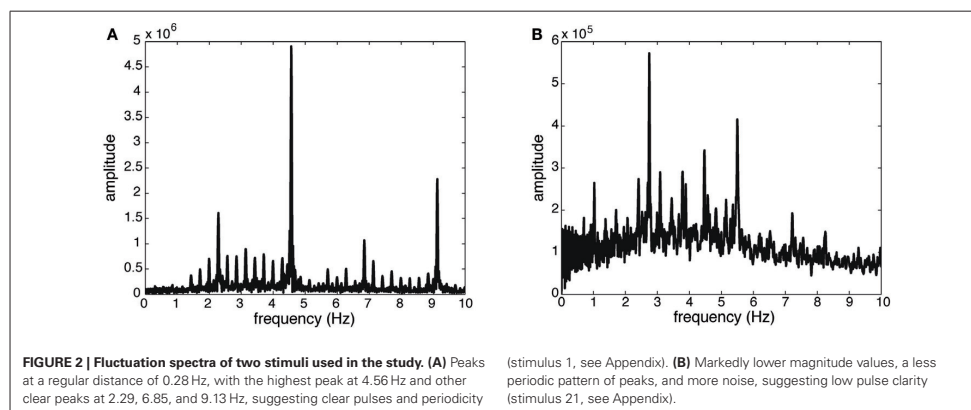 A
x 10⁶
5
4.5
4
3.5
3
2.5
2
1.5
1
0.5
0
amplitude
0 1 2 3 4 5 6 7 8 9 10
frequency (Hz)
B
x 10⁵
6
5
4
3
2
1
0
amplitude
0 1 2 3 4 5 6 7 8 9 10
frequency (Hz)
FIGURE 2 | Fluctuation spectra of two stimuli used in the study. (A) Peaks
at a regular distance of 0.28 Hz, with the highest peak at 4.56 Hz and other
clear peaks at 2.29, 6.85, and 9.13 Hz, suggesting clear pulses and periodicity
(stimulus 1, see Appendix). (B) Markedly lower magnitude values, a less
periodic pattern of peaks, and more noise, suggesting low pulse clarity
(stimulus 21, see Appendix).